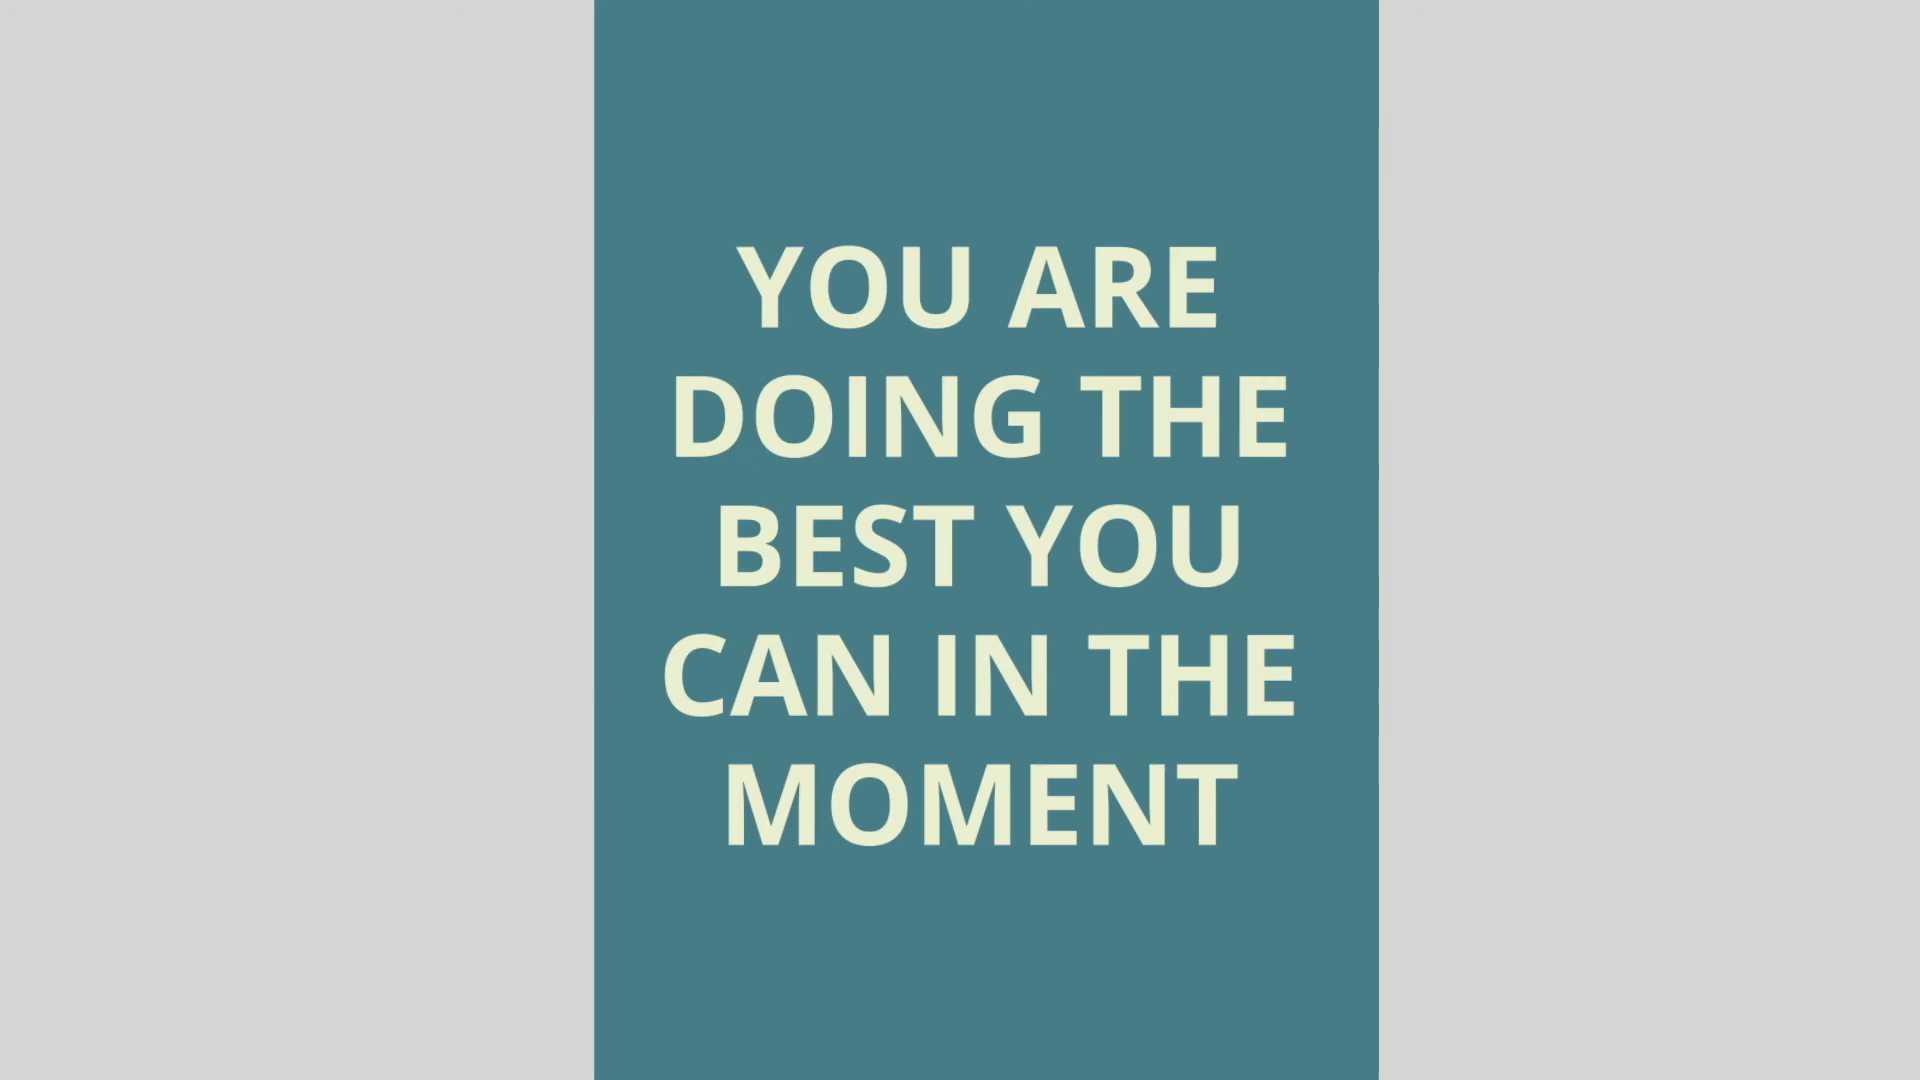 YOU ARE
DOING THE
BEST YOU
CAN IN THE
MOMENT